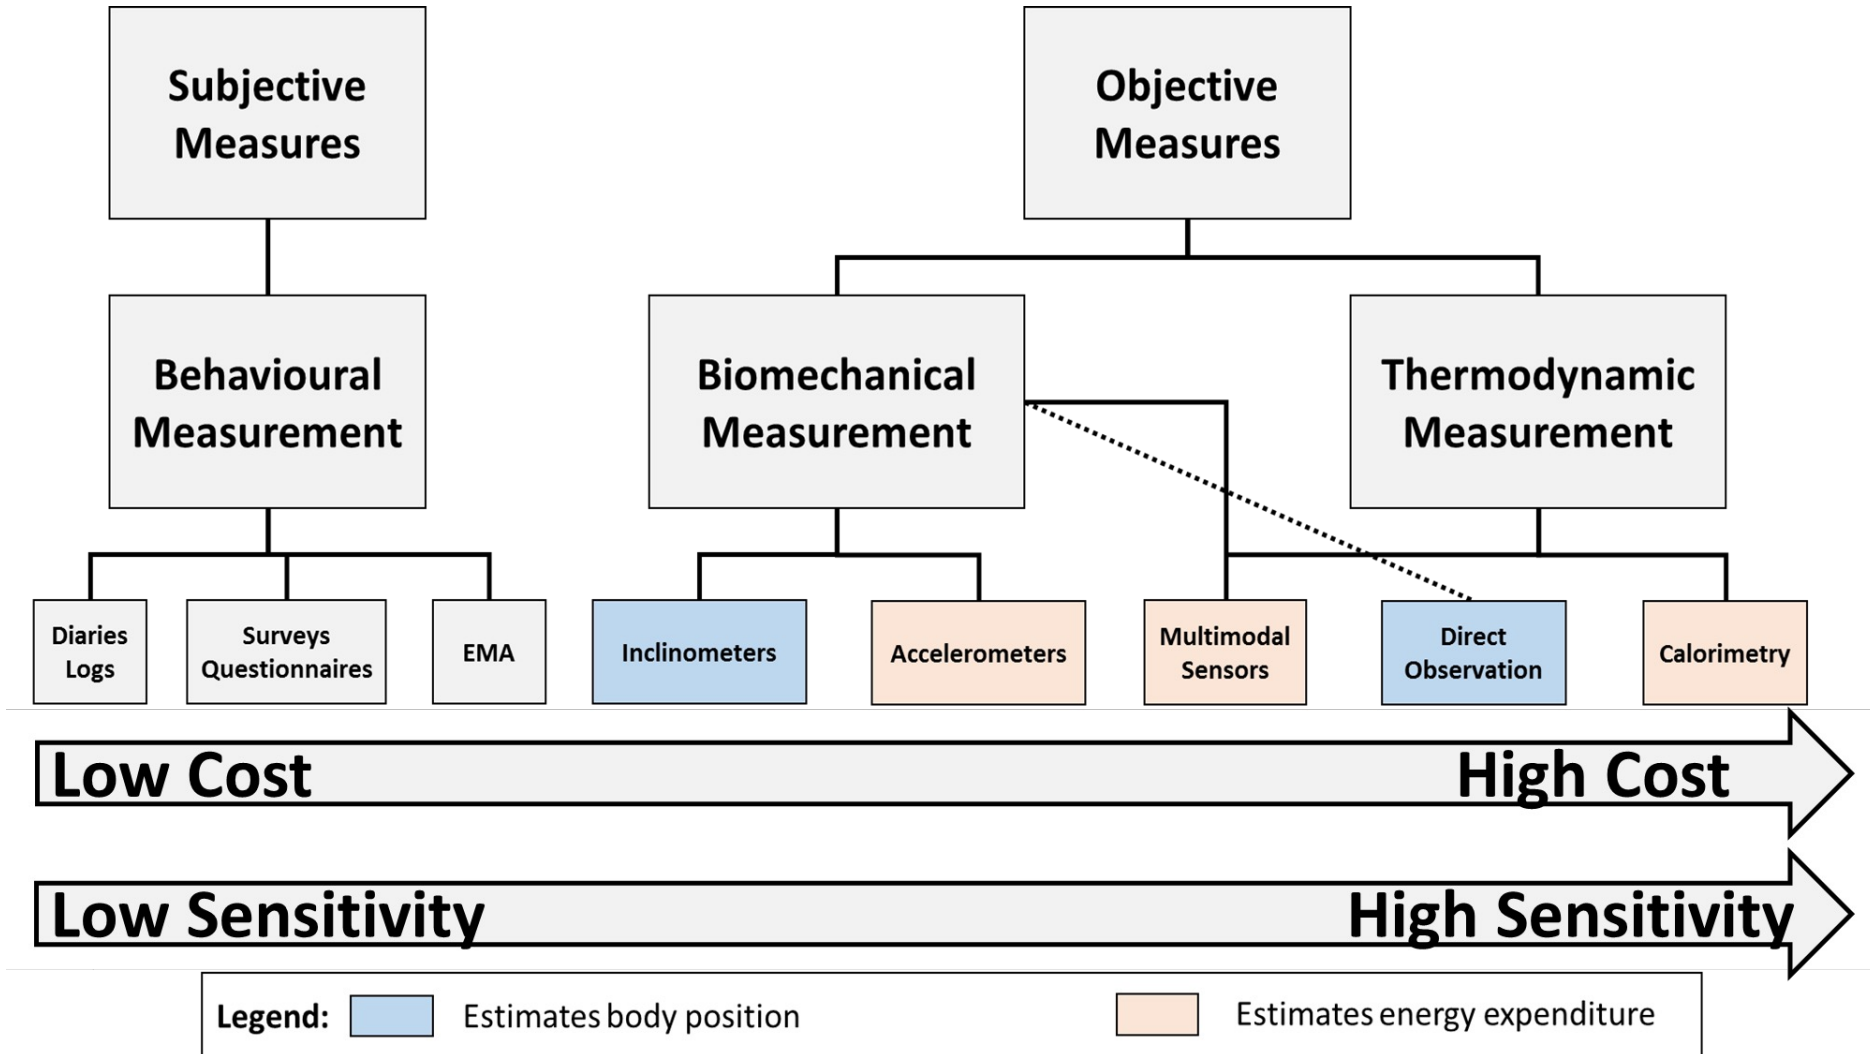 Subjective
Measures
Objective
Measures
Behavioural
Measurement
Biomechanical
Measurement
Thermodynamic
Measurement
Diaries
Logs
Surveys
Questionnaires
EMA
Inclinometers
Accelerometers
Multimodal
Sensors
Direct
Observation
Calorimetry
Low Cost
High Cost
Low Sensitivity
High Sensitivity
Legend:
Estimates body position
Estimates energy expenditure